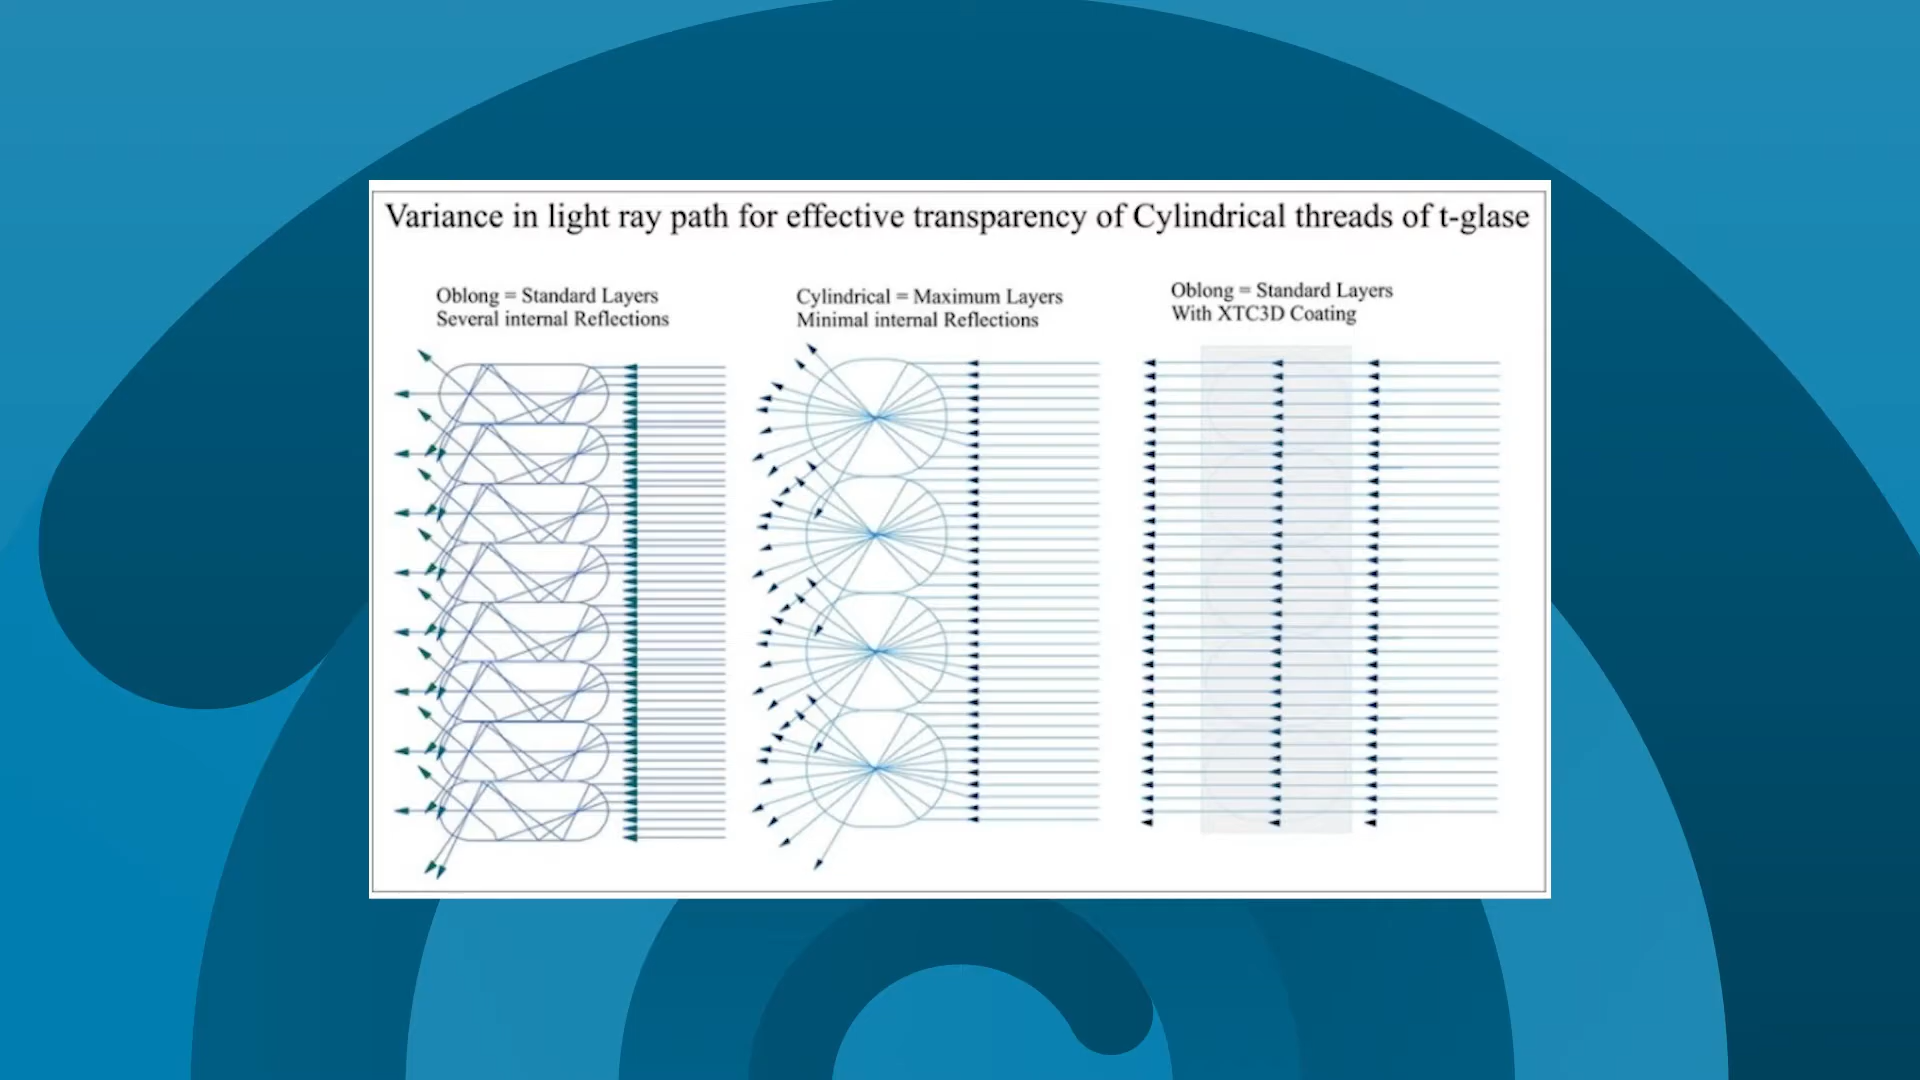 Variance in light ray path for effective transparency of Cylindrical threads of t-glase
Oblong = Standard Layers
Several internal Reflections
Cylindrical = Maximum Layers
Minimal internal Reflections
Oblong = Standard Layers
With XTC3D Coating